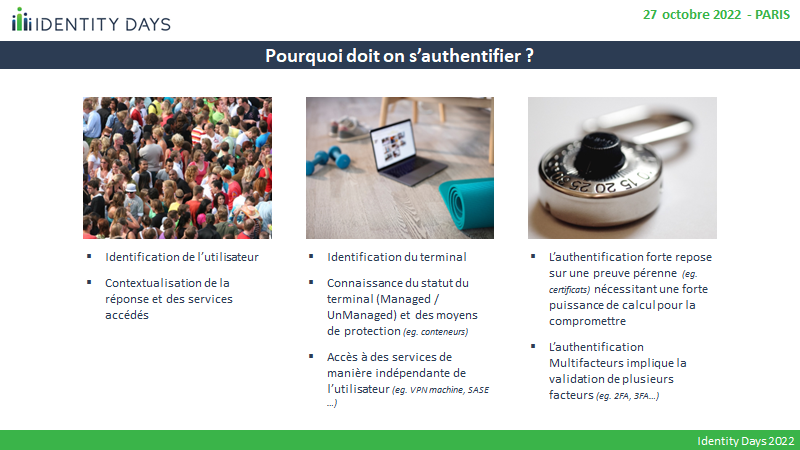 IDENTITY DAYS
27 octobre 2022 - PARIS
Pourquoi doit on s’authentifier ?
▪ Identification de l’utilisateur
▪ Contextualisation de la
réponse et des services
accédés
▪ Identification du terminal
▪ Connaissance du statut du
terminal (Managed /
UnManaged) et des moyens
de protection (eg. conteneurs)
▪ Accès à des services de
manière indépendante de
l’utilisateur (eg. VPN machine, SASE
…)
▪ L’authentification forte repose
sur une preuve pérenne (eg.
certificats) nécessitant une forte
puissance de calcul pour la
compromettre
▪ L’authentification
Multifacteurs implique la
validation de plusieurs
facteurs (eg. 2FA, 3FA…)
Identity Days 2022